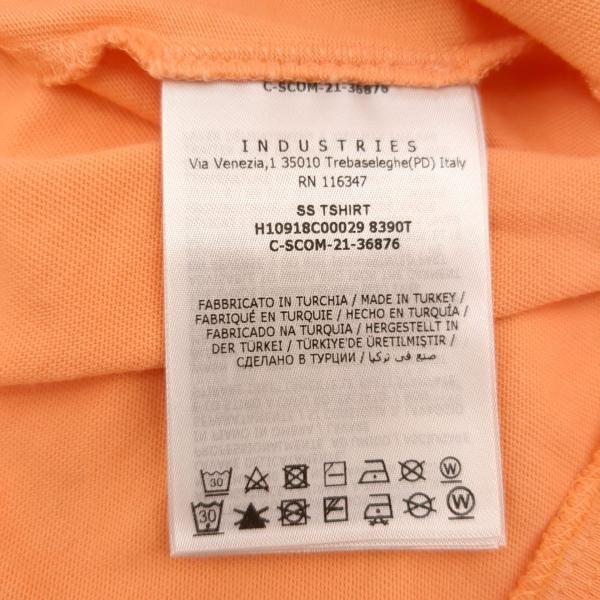 C-SCOM-21-36876
INDUSTRIES
Via Venezia,1 35010 Trebaseleghe(PD) Italy
RN 116347
SS TSHIRT
H10918C00029 8390T
C-SCOM-21-36876
FABBRICATO IN TURCHIA / MADE IN TURKEY /
FABRIQUÉ EN TURQUIE / HECHO EN TURQUÍA /
FABRICADO NA TURQUIA / HERGESTELLT IN
DER TÜRKEI / TÜRKIYE'DE ÜRETILMIŞTIR /
СДЕЛАНО В ТУРЦИИ / صنع في تركيا
30 W
30 W